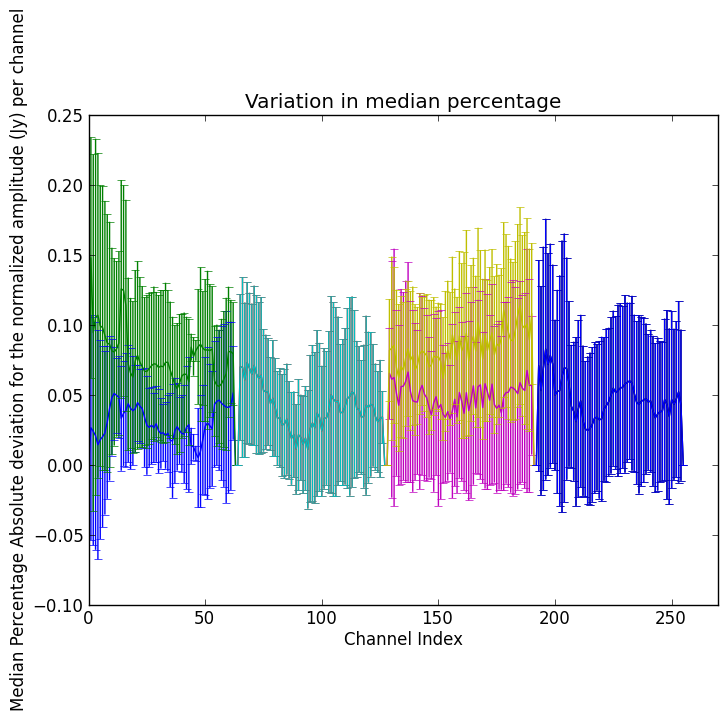 Variation in median percentage
Median Percentage Absolute deviation for the normalized amplitude (Jy) per channel
0.25
0.20
0.15
0.10
0.05
0.00
−0.05
−0.10
0 50 100 150 200 250
Channel Index